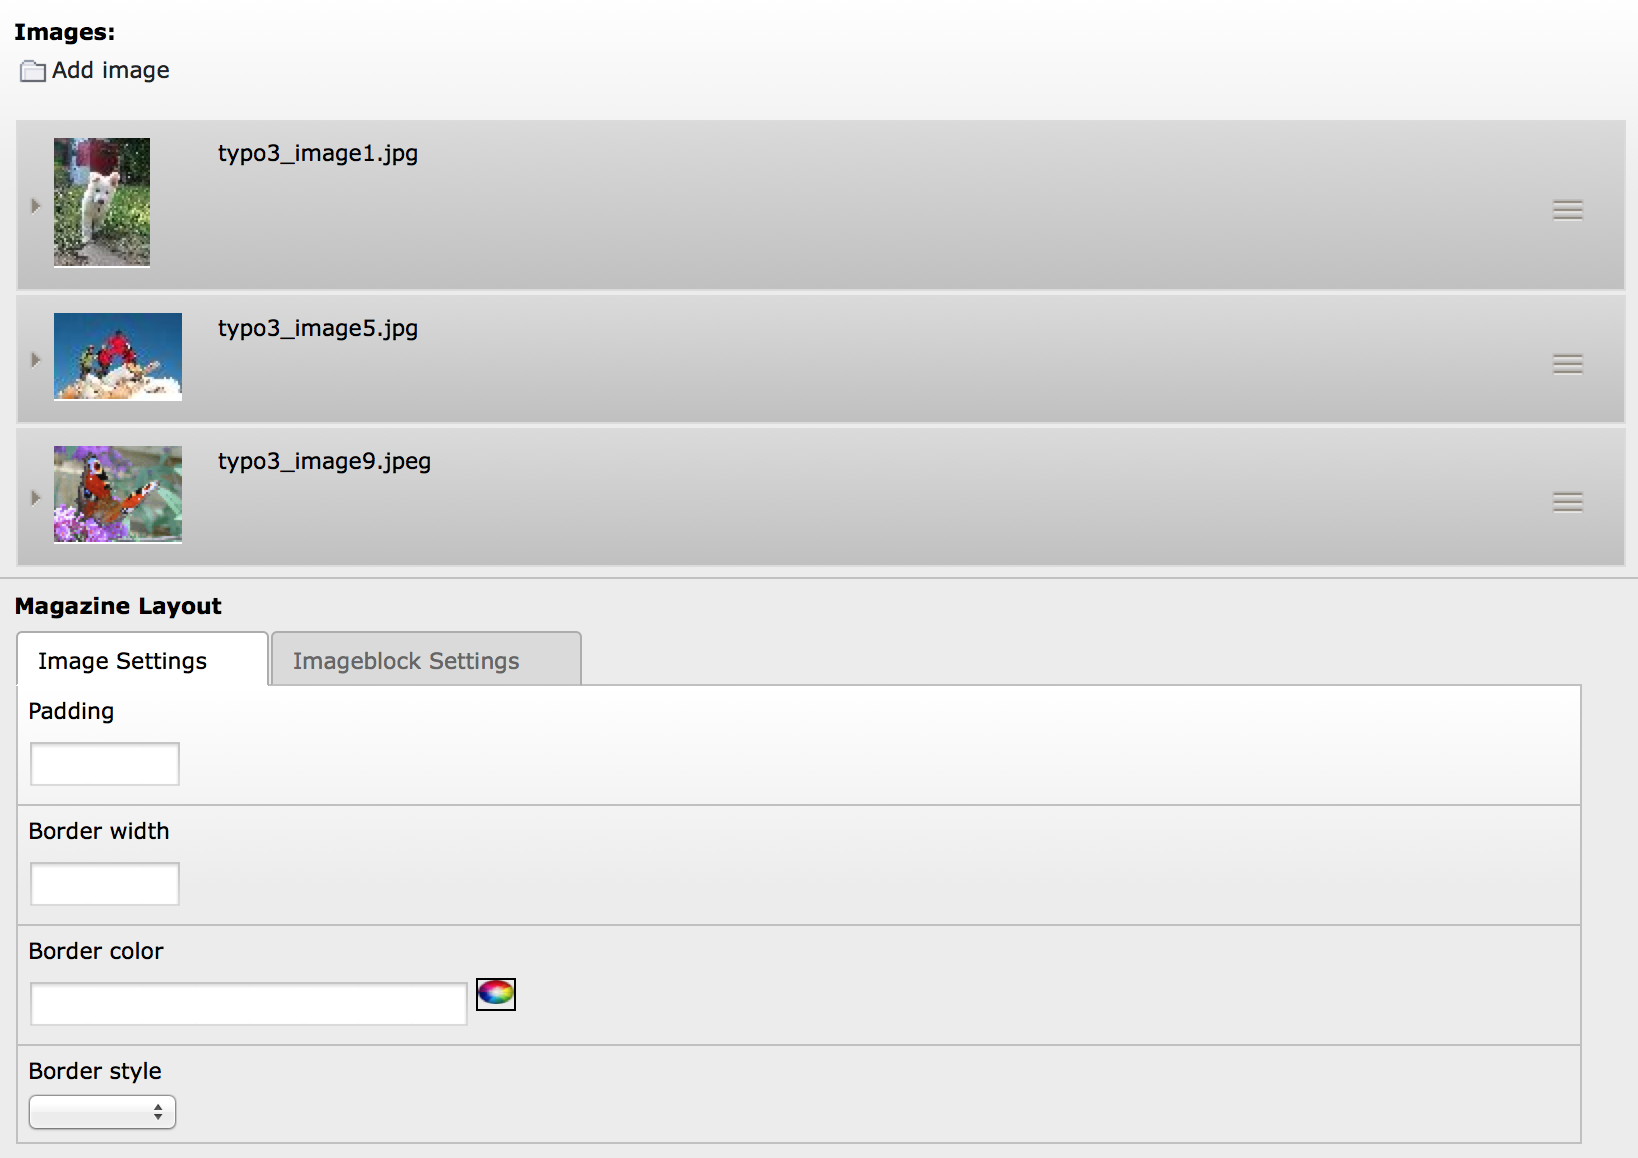 Images:
Add image
typo3_image1.jpg
typo3_image5.jpg
typo3_image9.jpeg
Magazine Layout
Image Settings
Imageblock Settings
Padding
Border width
Border color
Border style